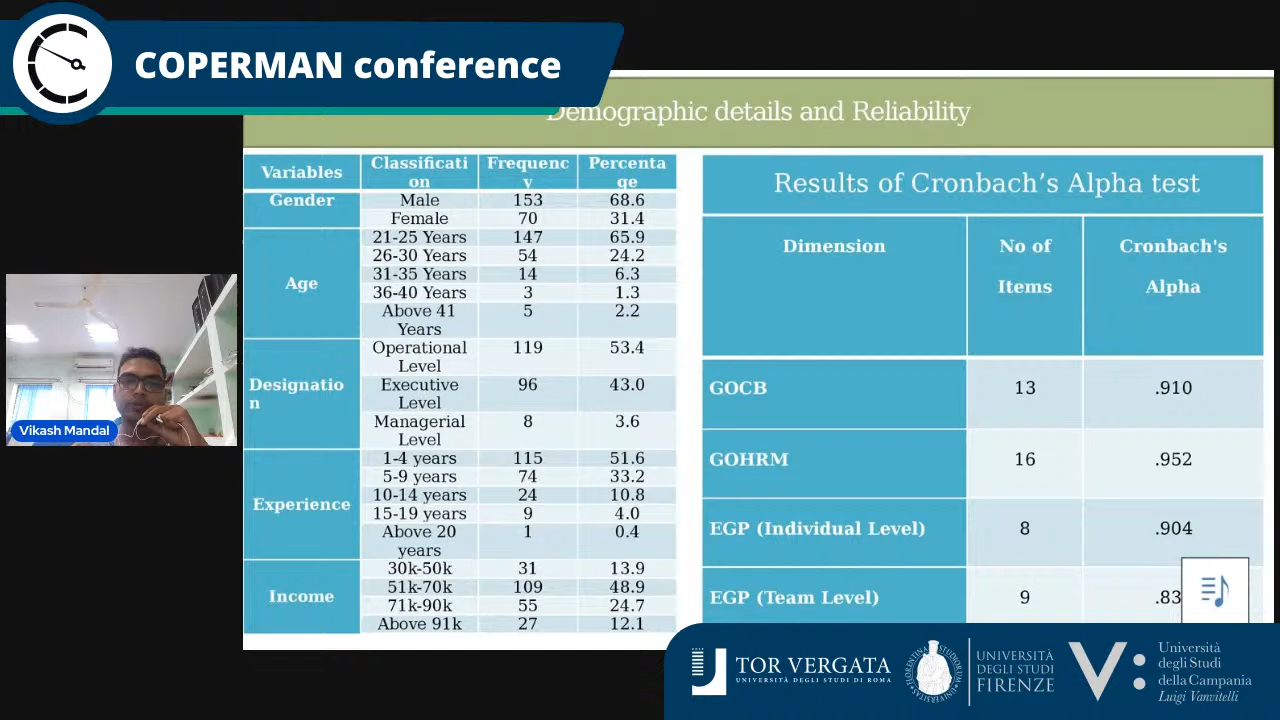 COPERMAN conference
Demographic details and Reliability
Variables Classificati Frequenc Percenta
on y ge
Gender Male 153 68.6
Female 70 31.4
21-25 Years 147 65.9
26-30 Years 54 24.2
Age 31-35 Years 14 6.3
36-40 Years 3 1.3
Above 41 5 2.2
Years
Operational 119 53.4
Level
Designatio Executive 96 43.0
n Level
Managerial 8 3.6
Level
1-4 years 115 51.6
5-9 years 74 33.2
Experience 10-14 years 24 10.8
15-19 years 9 4.0
Above 20 1 0.4
years
30k-50k 31 13.9
Income 51k-70k 109 48.9
71k-90k 55 24.7
Above 91k 27 12.1
Results of Cronbach’s Alpha test
Dimension No of Cronbach's
Items Alpha
GOCB 13 .910
GOHRM 16 .952
EGP (Individual Level) 8 .904
EGP (Team Level) 9 .83
Vikash Mandal
TOR VERGATA
UNIVERSITÀ DEGLI STUDI DI ROMA
UNIVERSITÀ
DEGLI STUDI
FIRENZE
V:
Università
degli Studi
della Campania
Luigi Vanvitelli